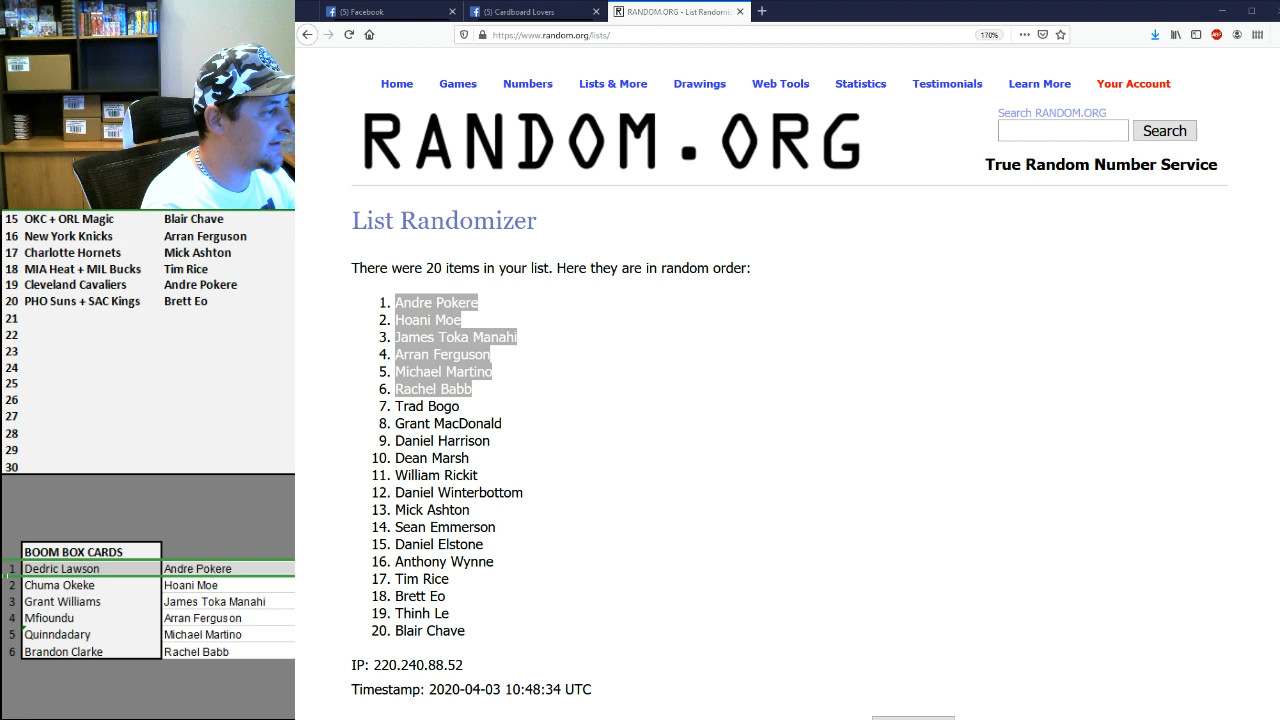 (5) Facebook
(5) Cardboard Lovers
RANDOM.ORG - List Randomiz
https://www.random.org/lists/
170%
Home Games Numbers Lists & More Drawings Web Tools Statistics Testimonials Learn More Your Account
RANDOM.ORG
Search RANDOM.ORG
Search
True Random Number Service
List Randomizer
There were 20 items in your list. Here they are in random order:
1. Andre Pokere
2. Hoani Moe
3. James Toka Manahi
4. Arran Ferguson
5. Michael Martino
6. Rachel Babb
7. Trad Bogo
8. Grant MacDonald
9. Daniel Harrison
10. Dean Marsh
11. William Rickit
12. Daniel Winterbottom
13. Mick Ashton
14. Sean Emmerson
15. Daniel Elstone
16. Anthony Wynne
17. Tim Rice
18. Brett Eo
19. Thinh Le
20. Blair Chave
IP: 220.240.88.52
Timestamp: 2020-04-03 10:48:34 UTC
15 OKC + ORL Magic Blair Chave
16 New York Knicks Arran Ferguson
17 Charlotte Hornets Mick Ashton
18 MIA Heat + MIL Bucks Tim Rice
19 Cleveland Cavaliers Andre Pokere
20 PHO Suns + SAC Kings Brett Eo
21
22
23
24
25
26
27
28
29
30
BOOM BOX CARDS
1 Dedric Lawson Andre Pokere
2 Chuma Okeke Hoani Moe
3 Grant Williams James Toka Manahi
4 Mfioundu Arran Ferguson
5 Quinndadary Michael Martino
6 Brandon Clarke Rachel Babb